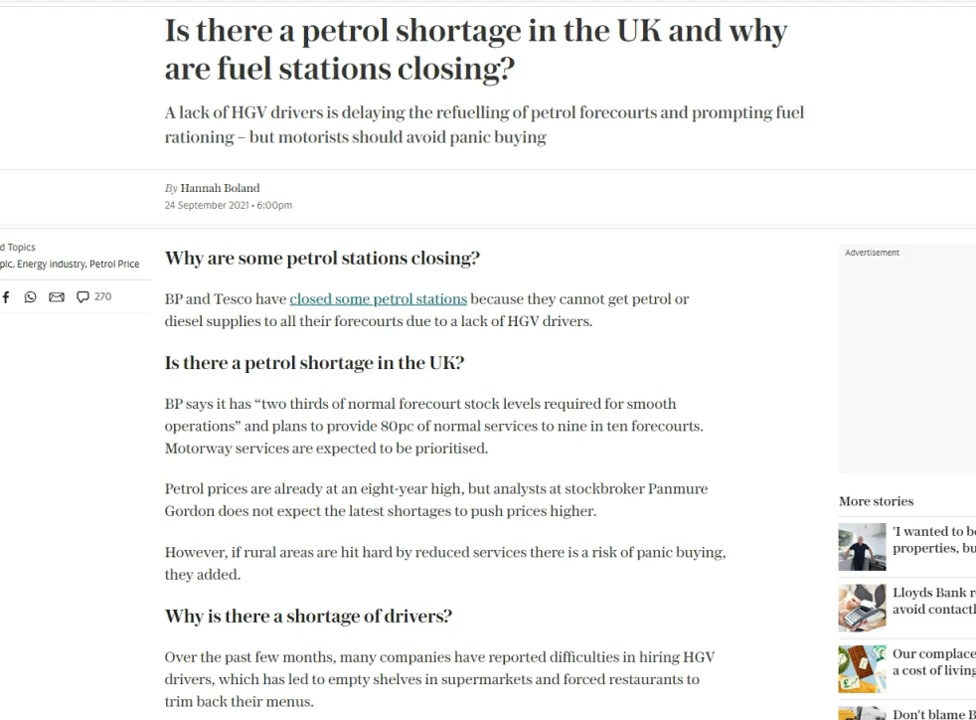 Is there a petrol shortage in the UK and why
are fuel stations closing?
A lack of HGV drivers is delaying the refuelling of petrol forecourts and prompting fuel
rationing – but motorists should avoid panic buying
By Hannah Boland
24 September 2021 • 6:00pm
d Topics
plc, Energy industry, Petrol Price
270
Why are some petrol stations closing?
BP and Tesco have closed some petrol stations because they cannot get petrol or
diesel supplies to all their forecourts due to a lack of HGV drivers.
Is there a petrol shortage in the UK?
BP says it has “two thirds of normal forecourt stock levels required for smooth
operations” and plans to provide 80pc of normal services to nine in ten forecourts.
Motorway services are expected to be prioritised.
Petrol prices are already at an eight-year high, but analysts at stockbroker Panmure
Gordon does not expect the latest shortages to push prices higher.
However, if rural areas are hit hard by reduced services there is a risk of panic buying,
they added.
Why is there a shortage of drivers?
Over the past few months, many companies have reported difficulties in hiring HGV
drivers, which has led to empty shelves in supermarkets and forced restaurants to
trim back their menus.
Advertisement
More stories
'I wanted to b
properties, bu
Lloyds Bank r
avoid contactl
Our complace
a cost of living
Don't blame B